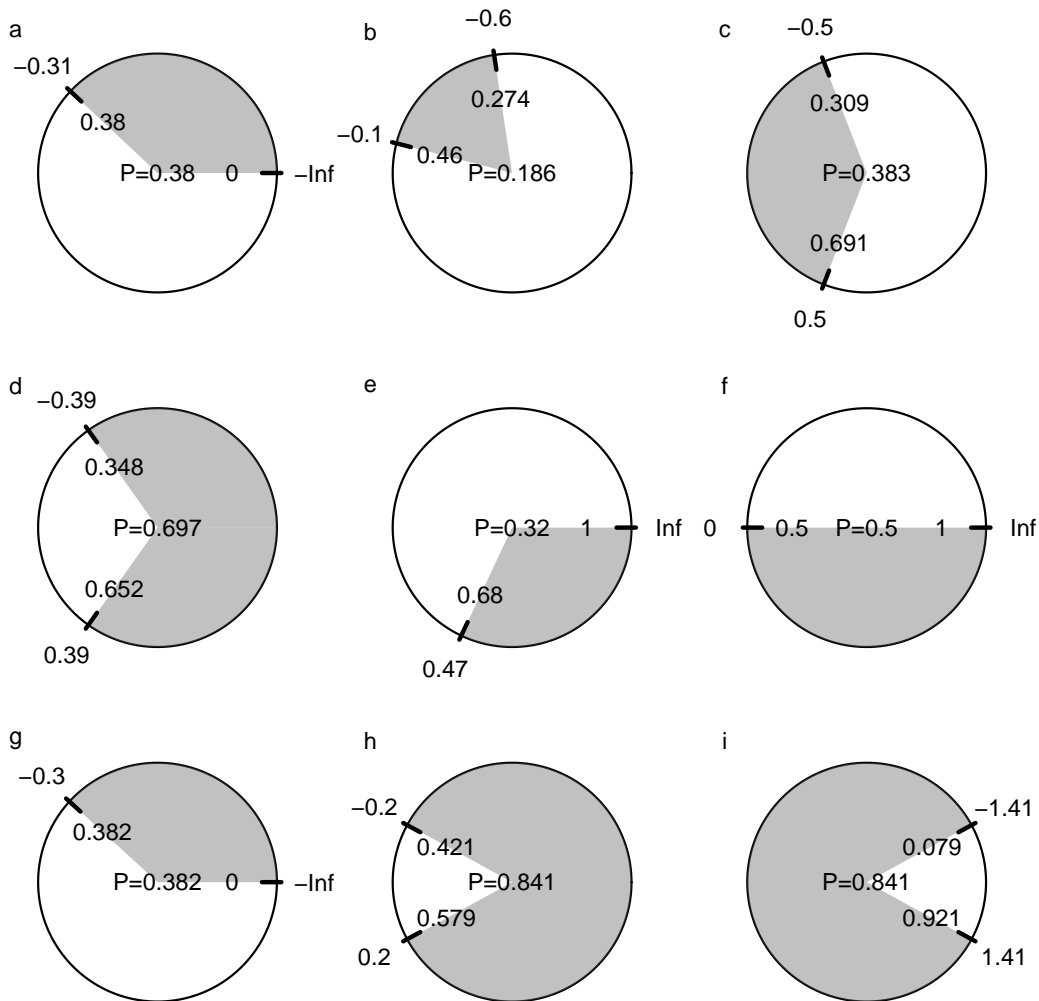 a
−0.31
0.38
P=0.38
0
−Inf
b
−0.6
0.274
−0.1
0.46
P=0.186
c
−0.5
0.309
P=0.383
0.691
0.5
d
−0.39
0.348
P=0.697
0.652
0.39
e
P=0.32
1
Inf
0.68
0.47
f
0
0.5
P=0.5
1
Inf
g
−0.3
0.382
P=0.382
0
−Inf
h
−0.2
0.421
P=0.841
0.579
0.2
i
−1.41
0.079
P=0.841
0.921
1.41